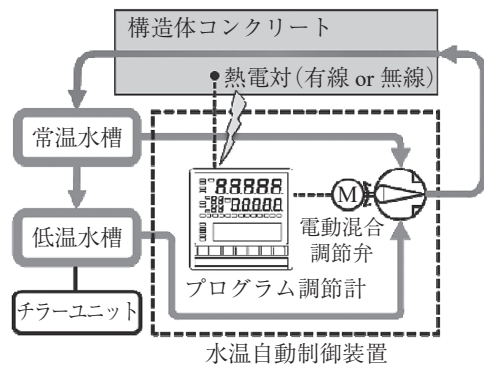 構造体コンクリート
熱電対(有線 or 無線)
常温水槽
低温水槽
M
電動混合
調節弁
チラーユニット
プログラム調節計
水温自動制御装置